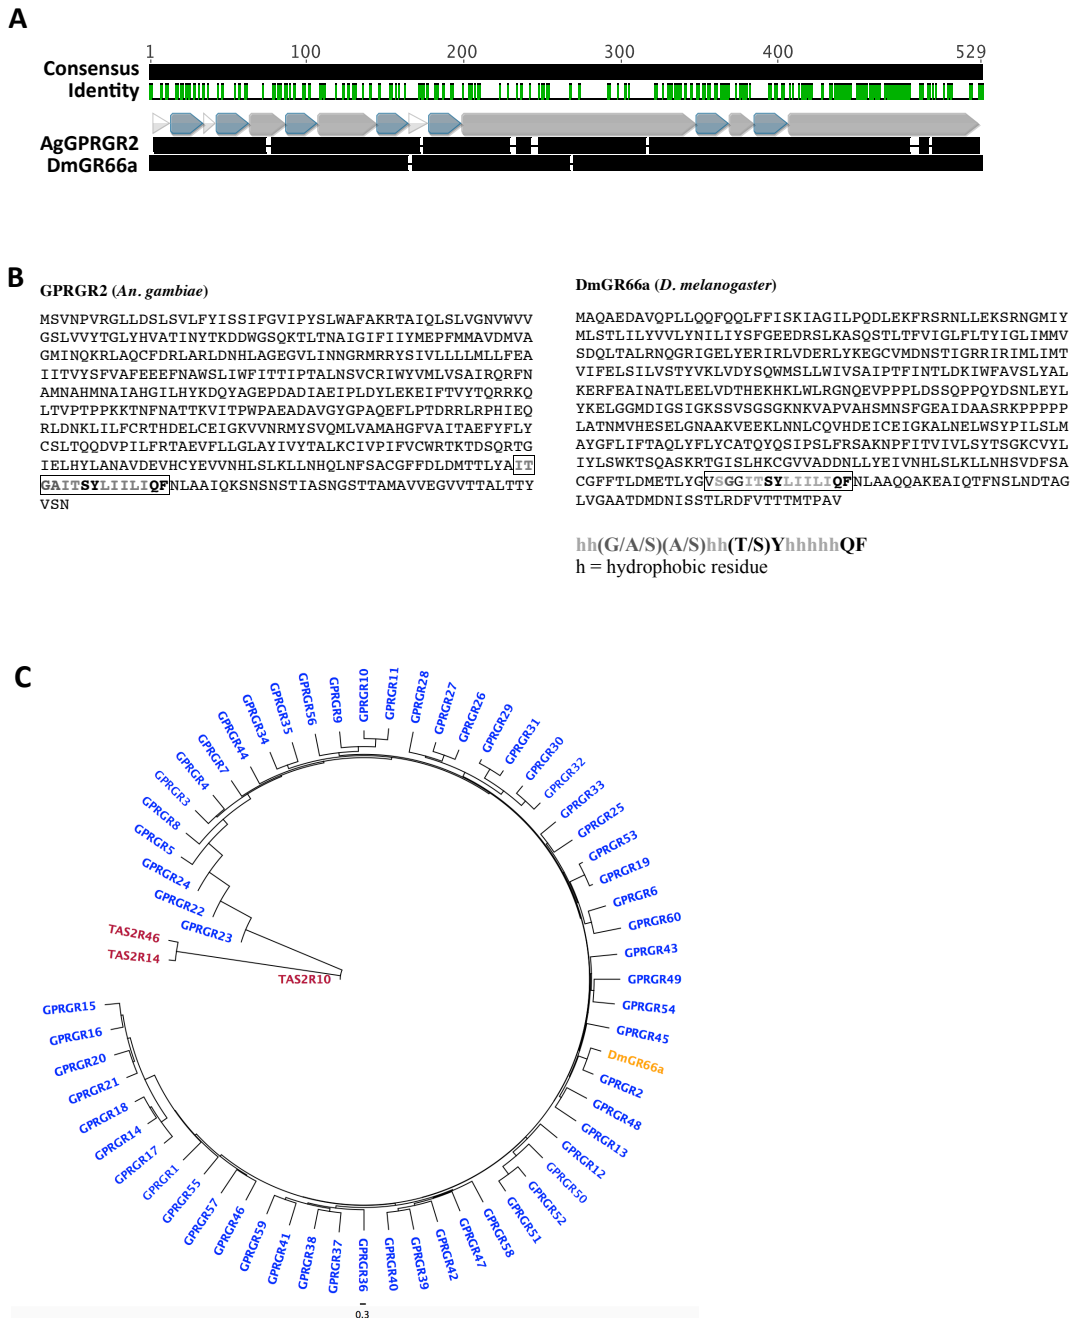 A
1 100 200 300 400 529
Consensus
Identity
AgGPRGR2
DmGR66a
B
GPRGR2 (An. gambiae)
MSVNPVRGLLDSLSVLFYISSIFGVIPYSLWAFAKRTAIQLSLVGNVWVV
GSLVVYTGLYHVATINYTKDDWGSQKTLTNAIGIFIIYMEPFMMAVDMVA
GMINQKRLAQCFDRLARLDNHLAGEGVLINNGRMRRYSIVLLLLMLLFEA
IITVYSFVAFEEEFNAWSLIWFITTIPTALNSVCRIWYVMLVSAIRQRFN
AMNAHMNAIAHGILHYKDQYAGEPDADIAEIPLDYLEKEIFTVYTQRRKQ
LTVPTPPKKTNFNATTKVITPWPAEADAVGYGPAQEFLPTDRRLRPHIEQ
RLDNKLILFCRTHDELCEIGKVVNRMYSVQMLVAMAHGFVAITAEFYFLY
CSLTQQDVPILFRTAEVFLLGLAYIVYTALKCIVPIFVCWRTKTDSQRTG
IELHYLANAVDEVHCYEVVNHLSLKLLNHQLNFSACGFFDLDMTTLYAIT
GAITSYLIILIQFNLAAIQKSNSNSTIASNGSTTAMAVVEGVVTTALTTY
VSN
DmGR66a (D. melanogaster)
MAQAEDAVQPLLQQFQQLFFISKIAGILPQDLEKFRSRNLLEKSRNGMIY
MLSTLILYVVLYNILIYSFGEEDRSLKASQSTLTFVIGLFLTYIGLIMMV
SDQLTALRNQGRIGELYERIRLVDERLYKEGCVMDNSTIGRRIRIMLIMT
VIFELSILVSTYVKLVDYSQWMSLLWIVSAIPTFINTLDKIWFAVSLYAL
KERFEAINATLEELVDTHEKHKLWLRGNQEVPPPLDSSQPPQYDSNLEYL
YKELGGMDIGSIGKSSVSGSGKNKVAPVAHSMNSFGEAIDAASRKPPPPP
LATNMVHESELGNAAKVEEKLNNLCQVHDEICEIGKALNELWSYPILSLM
AYGFLIFTAQLYFLYCATQYQSIPSLFRSAKNPFITVIVLSYTSGKCVYL
IYLSWKTSQASKRTGISLHKCGVVADDNLLYEIVNHLSLKLLNHSVDFSA
CGFFTLDMETLYGVSGGITSYLIILIQFNLAAQQAKEAIQTFNSLNDTAG
LVGAATDMDNISSTLRDFVTTTMTPAV
hh(G/A/S)(A/S)hh(T/S)YhhhhhQF
h = hydrophobic residue
C
GPRGR15
GPRGR16
GPRGR20
GPRGR21
GPRGR18
GPRGR14
GPRGR17
GPRGR1
GPRGR55
GPRGR57
GPRGR46
GPRGR59
GPRGR41
GPRGR38
GPRGR37
GPRGR36
GPRGR40
GPRGR39
GPRGR42
GPRGR47
GPRGR58
GPRGR51
GPRGR52
GPRGR50
GPRGR12
GPRGR13
GPRGR48
GPRGR2
DmGR66a
GPRGR45
GPRGR54
GPRGR49
GPRGR43
GPRGR60
GPRGR6
GPRGR19
GPRGR53
GPRGR25
GPRGR33
GPRGR32
GPRGR30
GPRGR31
GPRGR29
GPRGR26
GPRGR27
GPRGR28
GPRGR11
GPRGR10
GPRGR9
GPRGR56
GPRGR35
GPRGR34
GPRGR44
GPRGR7
GPRGR4
GPRGR3
GPRGR8
GPRGR5
GPRGR24
GPRGR22
GPRGR23
TAS2R46
TAS2R14
TAS2R10
0.3